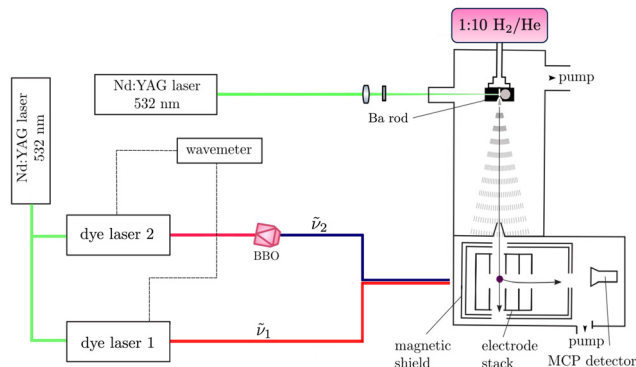 1:10 H₂/He
Nd:YAG laser
532 nm
pump
Ba rod
Nd:YAG laser
532 nm
wavemeter
dye laser 2
ν̃₂
BBO
dye laser 1
ν̃₁
magnetic
shield
electrode
stack
pump
MCP detector